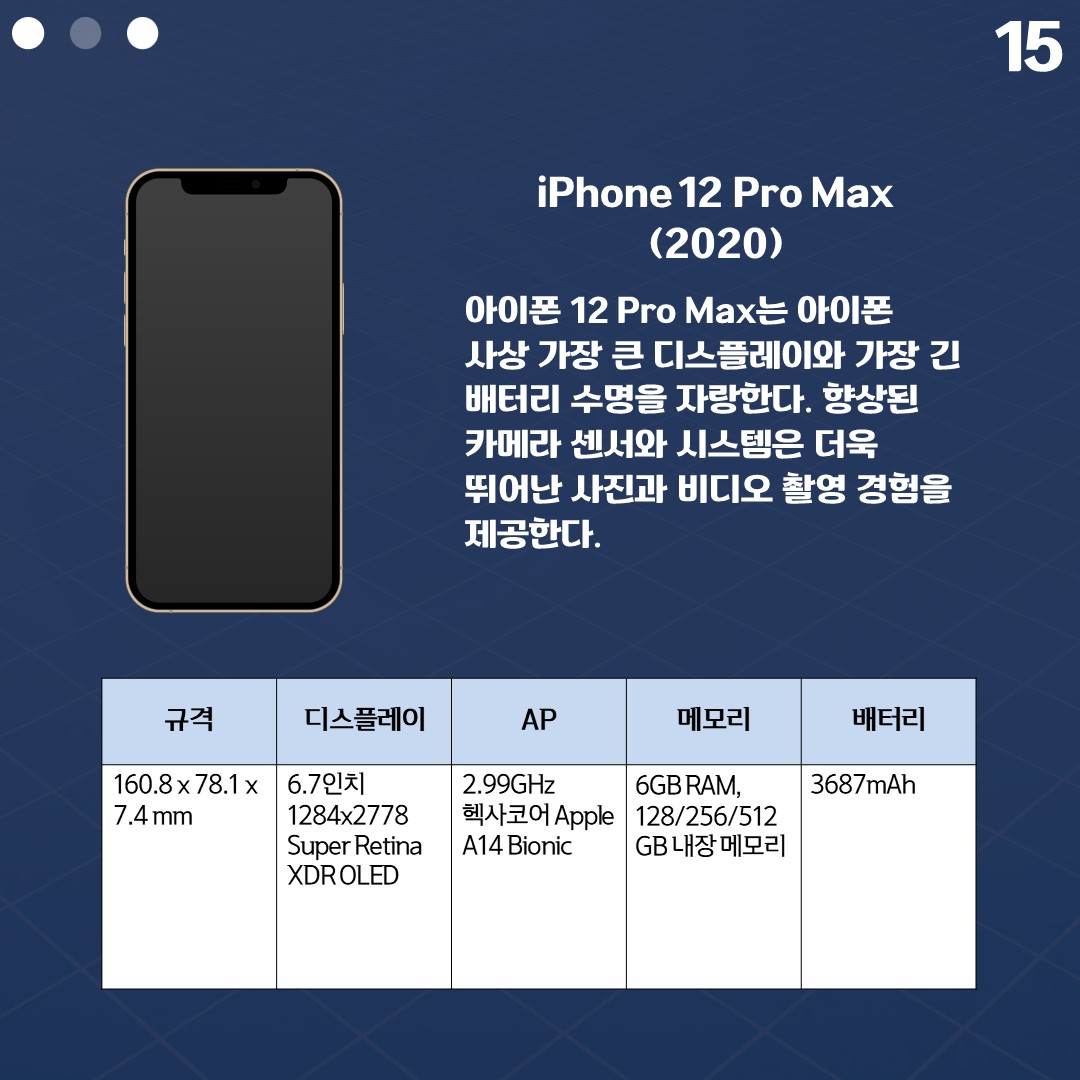 15
iPhone 12 Pro Max
(2020)
아이폰 12 Pro Max는 아이폰
사상 가장 큰 디스플레이와 가장 긴
배터리 수명을 자랑한다. 향상된
카메라 센서와 시스템은 더욱
뛰어난 사진과 비디오 촬영 경험을
제공한다.
규격
디스플레이
AP
메모리
배터리
160.8 x 78.1 x
7.4 mm
6.7인치
1284x2778
Super Retina
XDR OLED
2.99GHz
헥사코어 Apple
A14 Bionic
6GB RAM,
128/256/512
GB 내장 메모리
3687mAh